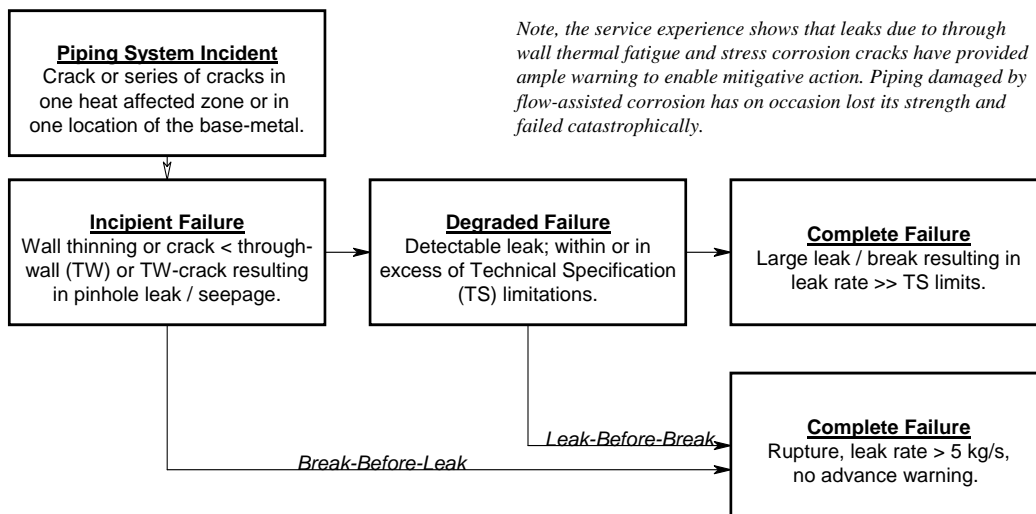 Piping System Incident
Crack or series of cracks in
one heat affected zone or in
one location of the base-metal.
Note, the service experience shows that leaks due to through
wall thermal fatigue and stress corrosion cracks have provided
ample warning to enable mitigative action. Piping damaged by
flow-assisted corrosion has on occasion lost its strength and
failed catastrophically.
Incipient Failure
Wall thinning or crack < through-
wall (TW) or TW-crack resulting
in pinhole leak / seepage.
Degraded Failure
Detectable leak; within or in
excess of Technical Specification
(TS) limitations.
Complete Failure
Large leak / break resulting in
leak rate >> TS limits.
Leak-Before-Break
Break-Before-Leak
Complete Failure
Rupture, leak rate > 5 kg/s,
no advance warning.